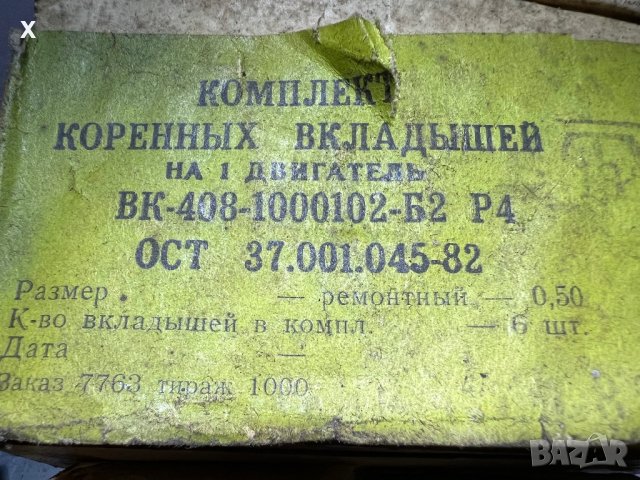 X
КОМПЛЕКТ
КОРЕННЫХ ВКЛАДЫШЕЙ
НА 1 ДВИГАТЕЛЬ
ВК-408-1000102-Б2 Р4
ОСТ 37.001.045-82
Размер — ремонтный — 0,50
К-во вкладышей в компл. — 6 шт.
Дата —
Заказ 7763 тираж 1000
BAZAR